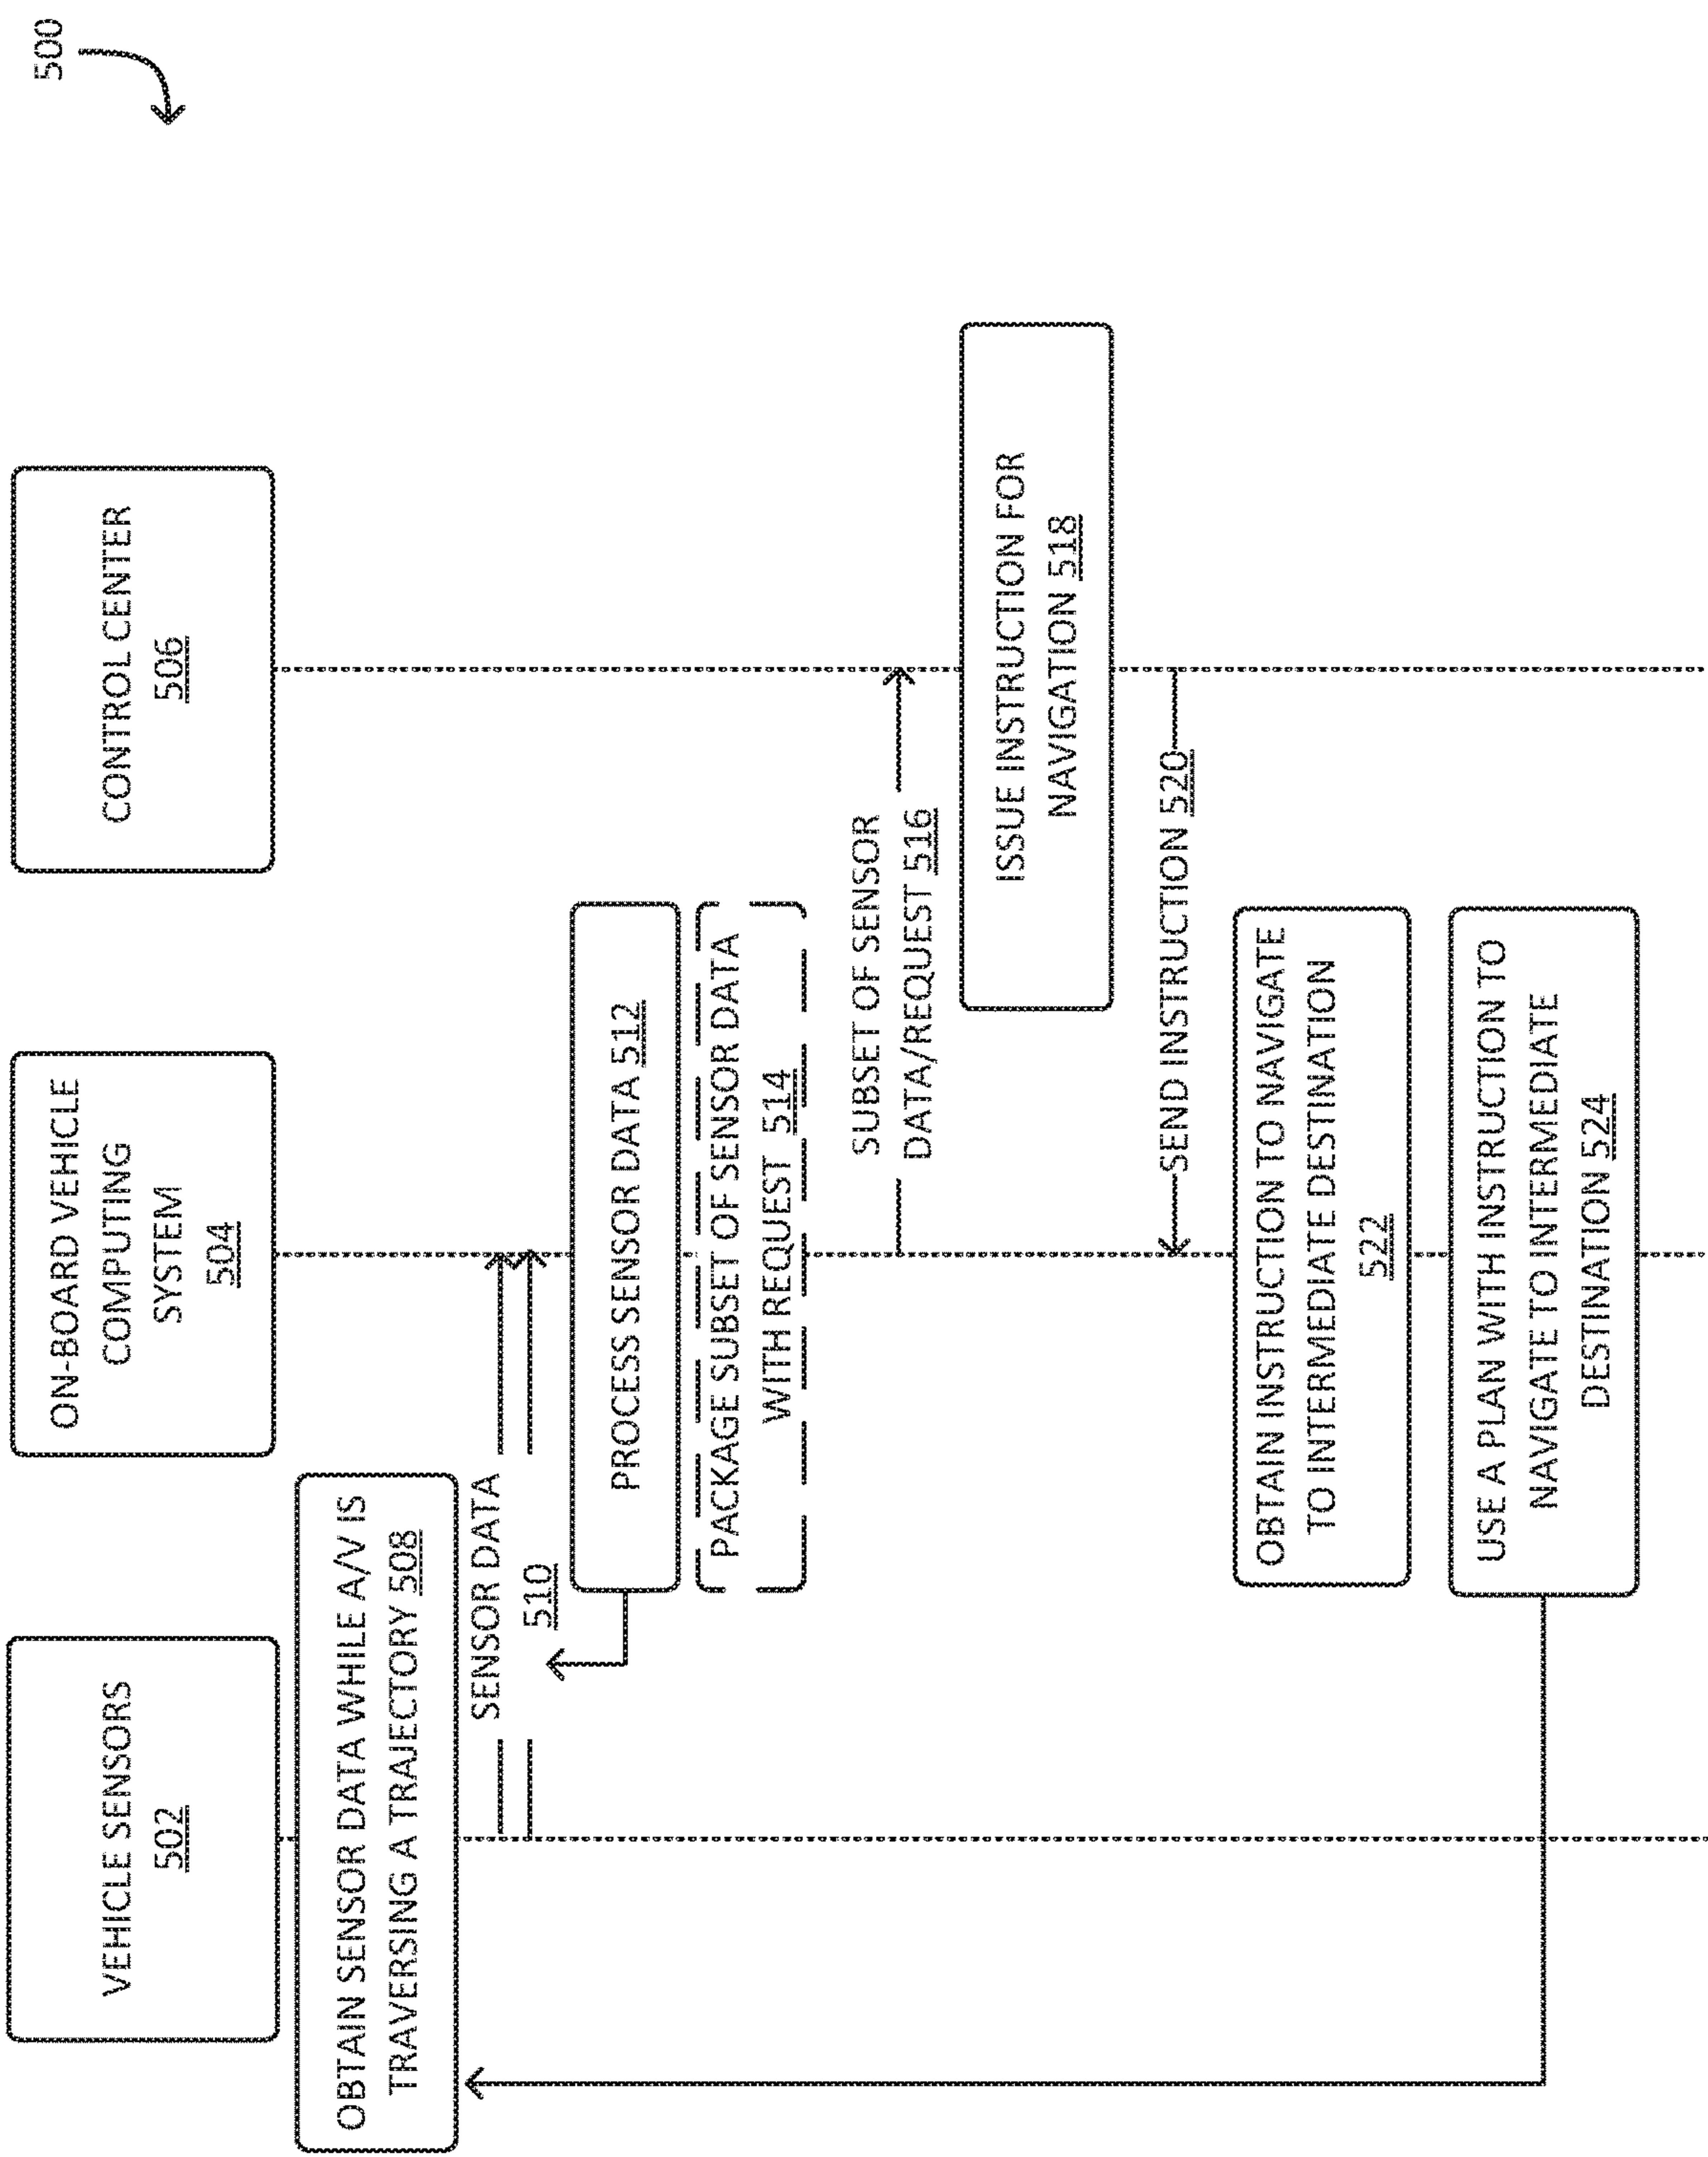 500
VEHICLE SENSORS
502
ON-BOARD VEHICLE
COMPUTING
SYSTEM
504
CONTROL CENTER
506
OBTAIN SENSOR DATA WHILE A/V IS
TRAVERSING A TRAJECTORY 508
SENSOR DATA
510
PROCESS SENSOR DATA 512
PACKAGE SUBSET OF SENSOR DATA
WITH REQUEST 514
SUBSET OF SENSOR
DATA/REQUEST 516
ISSUE INSTRUCTION FOR
NAVIGATION 518
SEND INSTRUCTION 520
OBTAIN INSTRUCTION TO NAVIGATE
TO INTERMEDIATE DESTINATION
522
USE A PLAN WITH INSTRUCTION TO
NAVIGATE TO INTERMEDIATE
DESTINATION 524